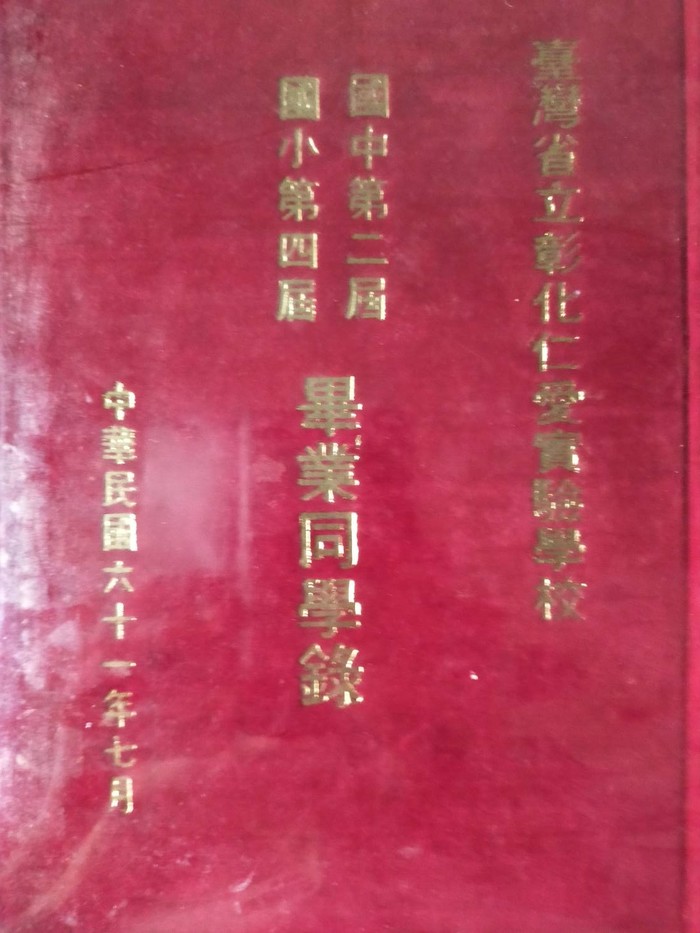 臺灣省立彰化仁愛實驗學校
國中第二屆
國小第四屆
畢業同學錄
中華民國六十一年七月